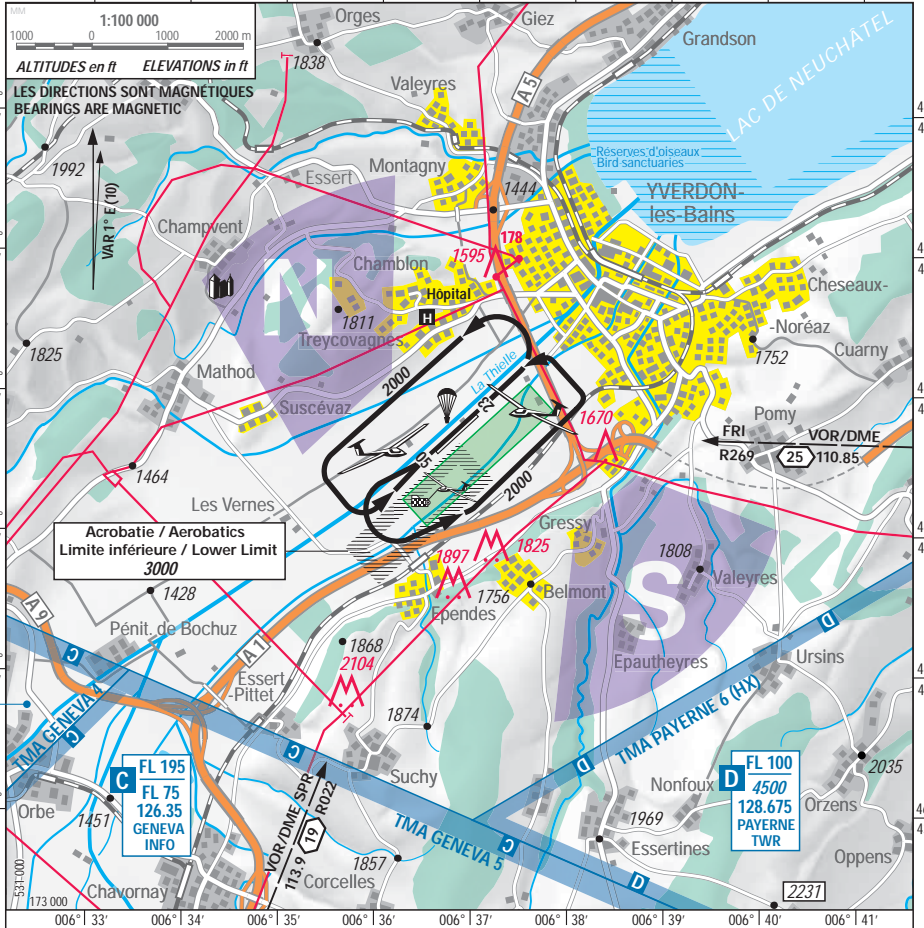 MM
1:100 000
1000 0 1000 2000 m
ALTITUDES en ft ELEVATIONS in ft
LES DIRECTIONS SONT MAGNÉTIQUES
BEARINGS ARE MAGNETIC
Orges
Giez
Grandson
1838
Valeyres
A 5
LAC DE NEUCHÂTEL
1992
VAR 1° E (10)
Essert
Montagny
1444
Réserves d'oiseaux
Bird sanctuaries
YVERDON-
les-Bains
Champvent
N
Chamblon
1595
178
Hôpital
H
1811
Treycovagnes
Cheseaux-
-Noréaz
1825
1752
Cuarny
Mathod
Suscévaz
2000
La Thielle
23
05
2000
1670
Pomy
FRI
VOR/DME
R269
25
110.85
1464
Les Vernes
Acrobatie / Aerobatics
Limite inférieure / Lower Limit
3000
Gressy
1825
1897
1756
Belmont
Ependes
1808
Valeyres
S
Epautheyres
1428
A 9
Pénit. de Bochuz
A 1
1868
2104
Essert
-Pittet
1874
Ursins
C
TMA GENEVA 4
C
C
D
TMA PAYERNE 6 (HX)
D
C
FL 195
FL 75
126.35
GENEVA
INFO
Orbe
1451
Suchy
VOR/DME SPR
113.9
19
R022
TMA GENEVA 5
C
D
Nonfoux
D
FL 100
4500
128.675
PAYERNE
TWR
2035
Orzens
1969
Essertines
Oppens
1857
Corcelles
Chavornay
2231
531 000
173 000
006° 33' 006° 34' 006° 35' 006° 36' 006° 37' 006° 38' 006° 39' 006° 40' 006° 41'